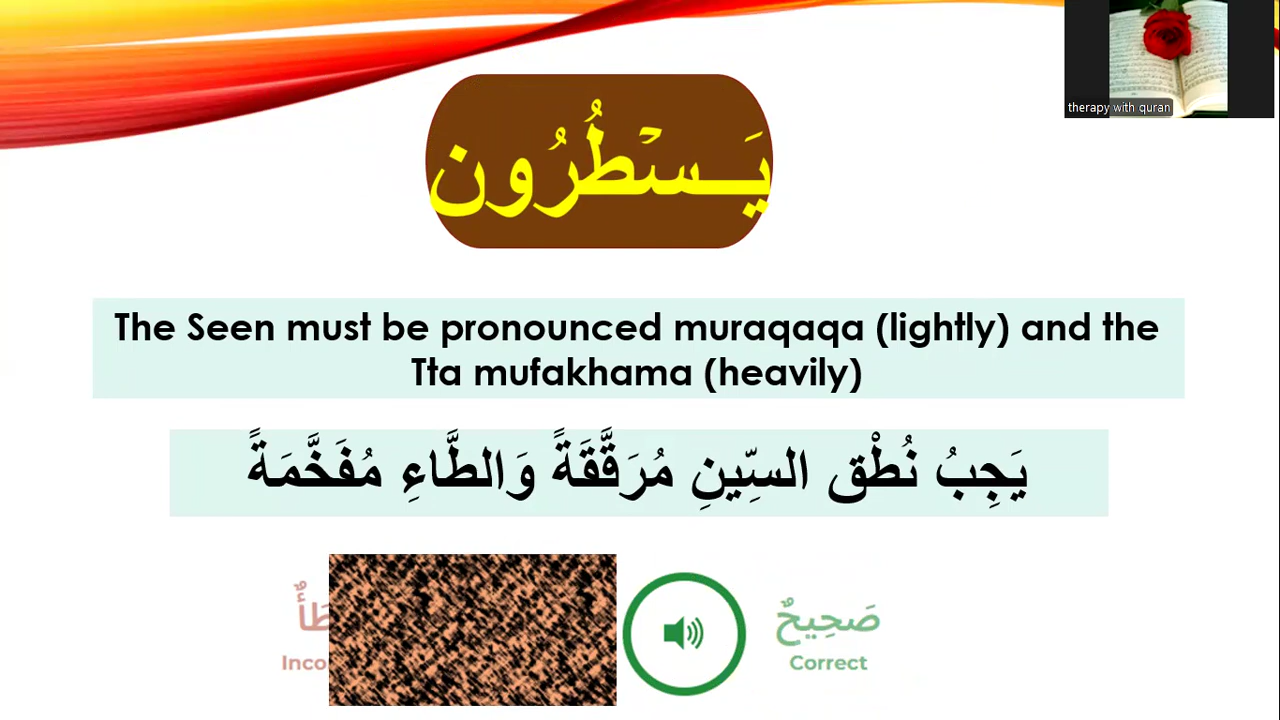 therapy with quran
يَـسْطُرُون
The Seen must be pronounced muraqaqa (lightly) and the
Tta mufakhama (heavily)
يَجِبُ نُطْق السِّينِ مُرَقَّقَةً وَالطَّاءِ مُفَخَّمَةً
صَحِيحٌ
Correct